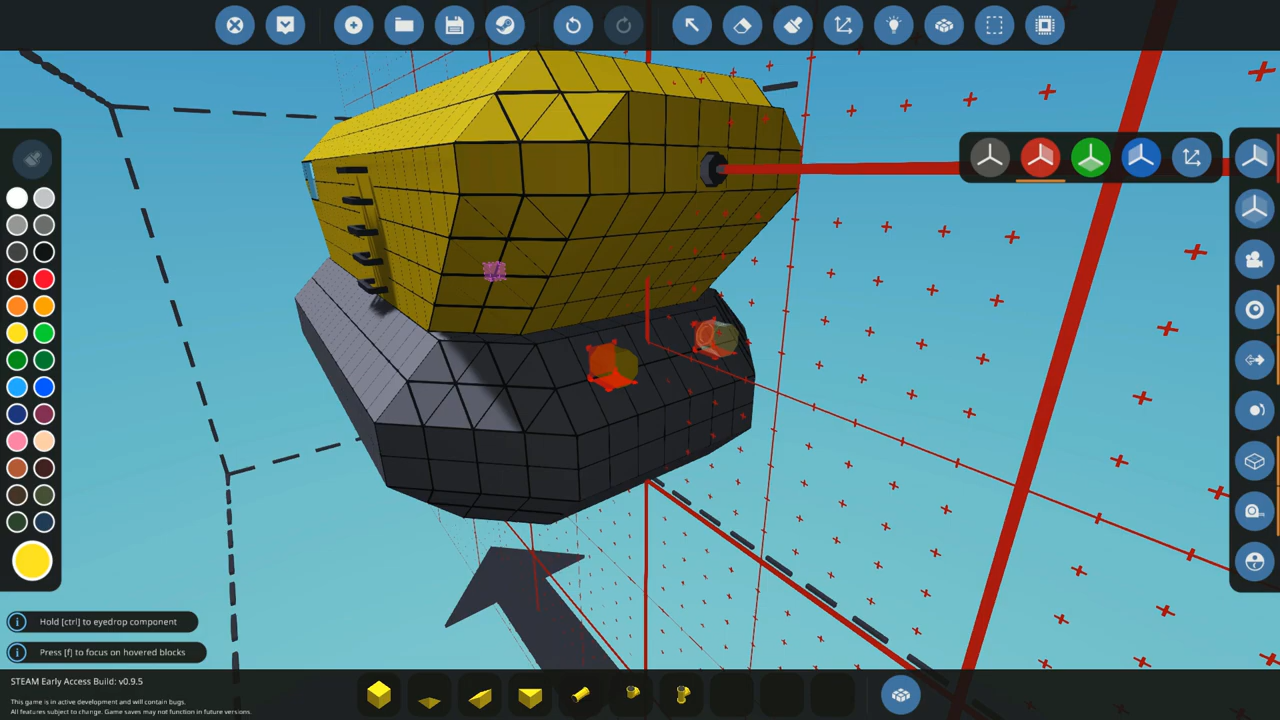 Hold [ctrl] to eyedrop component
Press [f] to focus on hovered blocks
STEAM Early Access Build: v0.9.5
This game is in active development and will contain bugs.
All features subject to change. Game saves may not function in future versions.